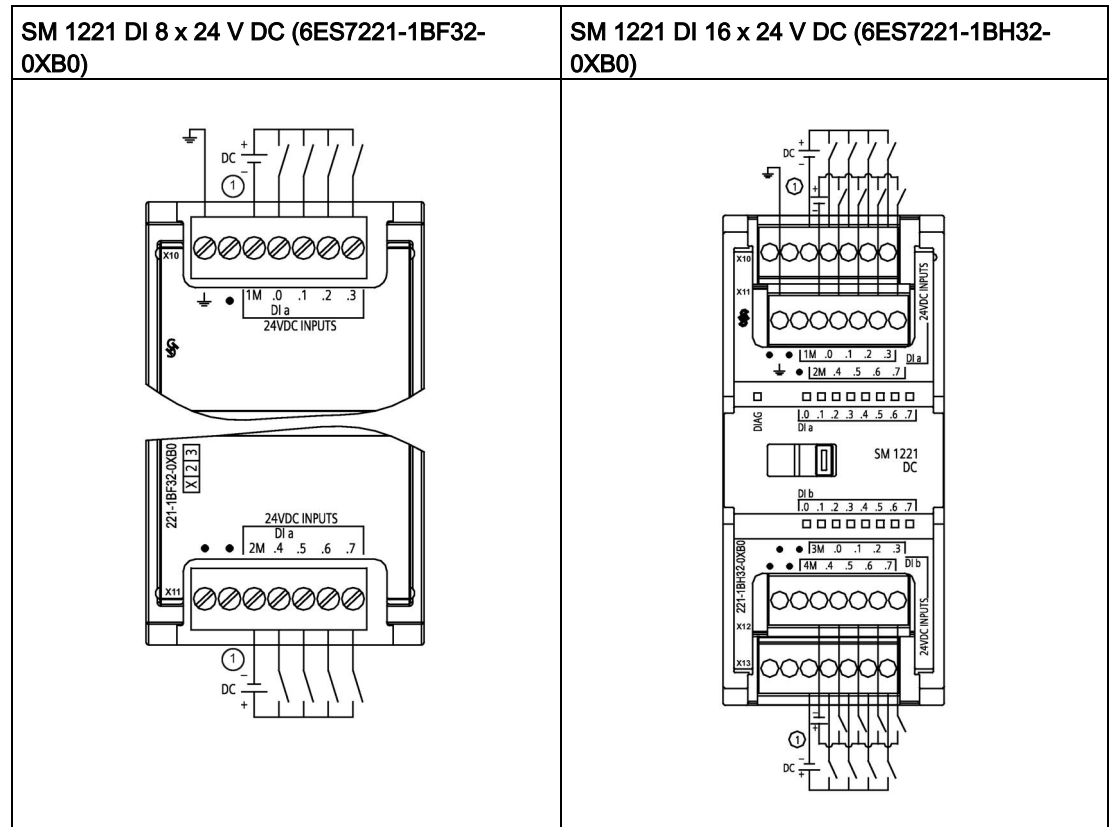 SM 1221 DI 8 x 24 V DC (6ES7221-1BF32-
0XB0)
SM 1221 DI 16 x 24 V DC (6ES7221-1BH32-
0XB0)
DC
+
−
1
X10
1M .0 .1 .2 .3
DI a
24VDC INPUTS
221-1BF32-0XB0
X 2 3
24VDC INPUTS
DI a
2M .4 .5 .6 .7
X11
1
DC
−
+
DC
+
−
1
+
−
X10
X11
24VDC INPUTS
1M .0 .1 .2 .3
DI a
2M .4 .5 .6 .7
DIAG
.0 .1 .2 .3 .4 .5 .6 .7
DI a
SM 1221
DC
DI b
.0 .1 .2 .3 .4 .5 .6 .7
3M .0 .1 .2 .3
4M .4 .5 .6 .7
DI b
221-1BH32-0XB0
24VDC INPUTS
X12
X13
−
+
1
DC
−
+